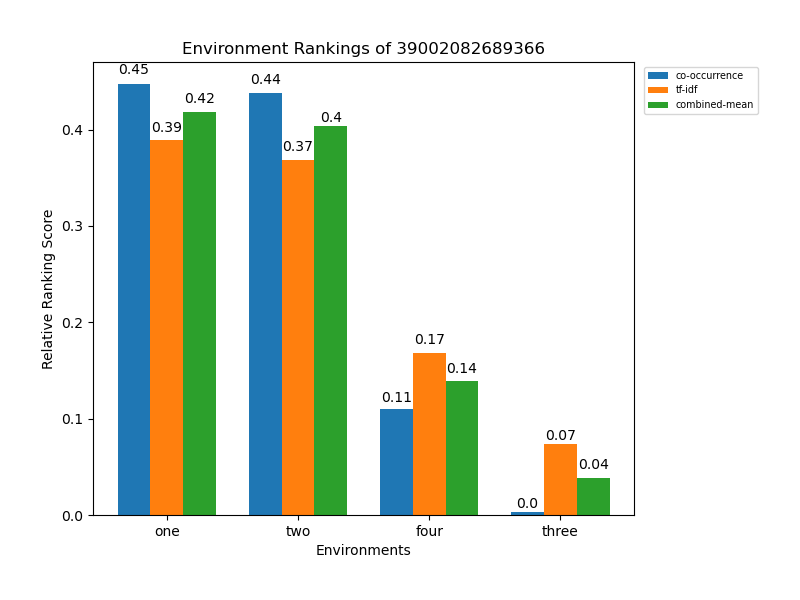 Environment Rankings of 39002082689366
co-occurrence
tf-idf
combined-mean
Relative Ranking Score
0.4
0.3
0.2
0.1
0.0
0.45
0.39
0.42
0.44
0.37
0.4
0.11
0.17
0.14
0.0
0.07
0.04
one two four three
Environments